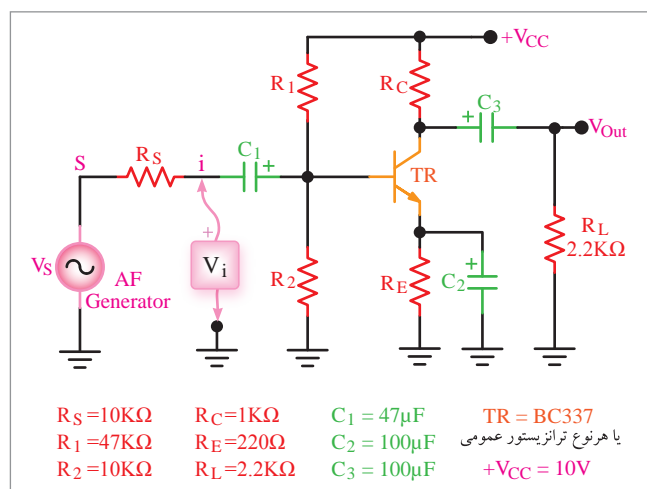 +VCC
R1
RC
C3
VOut
S
RS
i
C1
TR
+
+
+
+
Vi
VS
AF
Generator
R2
RE
C2
RL
2.2KΩ
RS=10KΩ
R1=47KΩ
R2=10KΩ
RC=1KΩ
RE=220Ω
RL=2.2KΩ
C1 = 47µF
C2 = 100µF
C3 = 100µF
TR = BC337
یا هرنوع ترانزیستور عمومی
+VCC = 10V